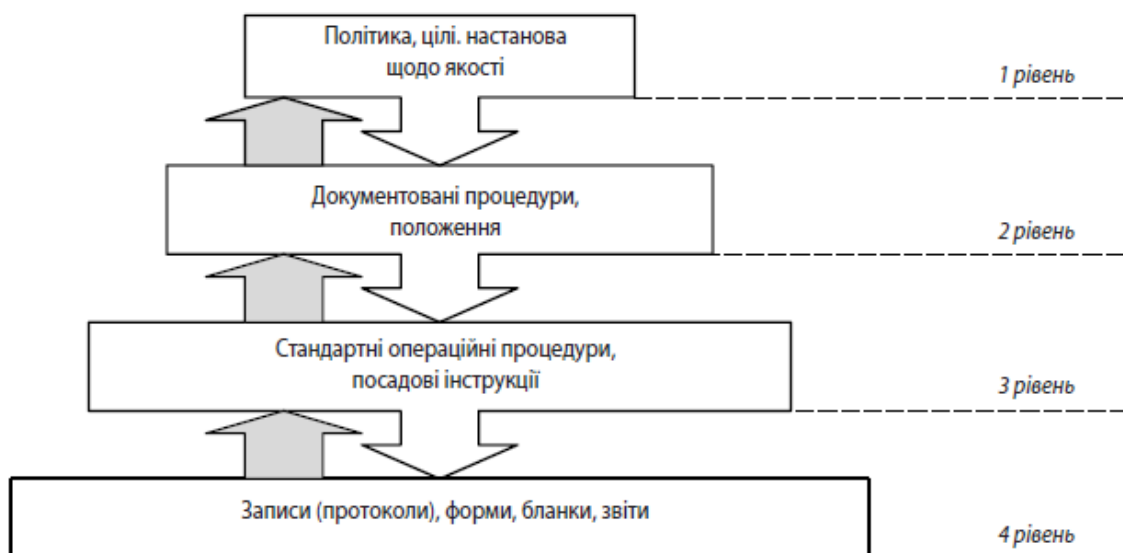 Політика, цілі. настанова
щодо якості
1 рівень
Документовані процедури,
положення
2 рівень
Стандартні операційні процедури,
посадові інструкції
3 рівень
Записи (протоколи), форми, бланки, звіти
4 рівень